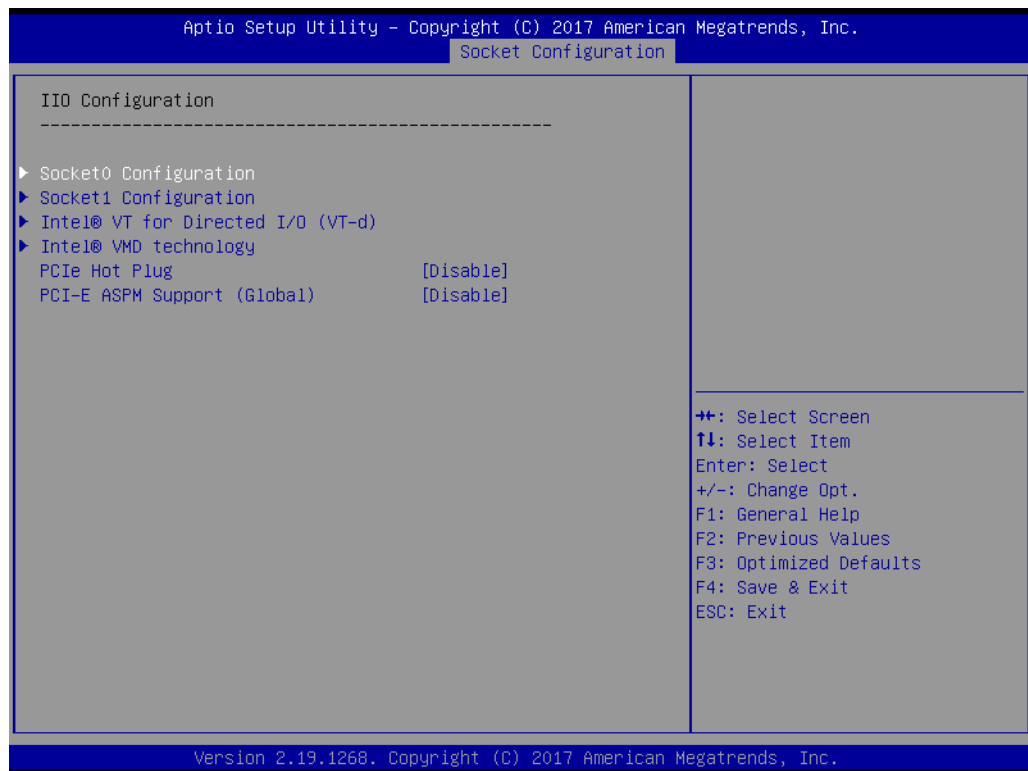 Aptio Setup Utility – Copyright (C) 2017 American Megatrends, Inc.
Socket Configuration
IIO Configuration
--------------------------------------------------
Socket0 Configuration
Socket1 Configuration
Intel® VT for Directed I/O (VT-d)
Intel® VMD technology
PCIe Hot Plug [Disable]
PCI-E ASPM Support (Global) [Disable]
→←: Select Screen
↑↓: Select Item
Enter: Select
+/-: Change Opt.
F1: General Help
F2: Previous Values
F3: Optimized Defaults
F4: Save & Exit
ESC: Exit
Version 2.19.1268. Copyright (C) 2017 American Megatrends, Inc.